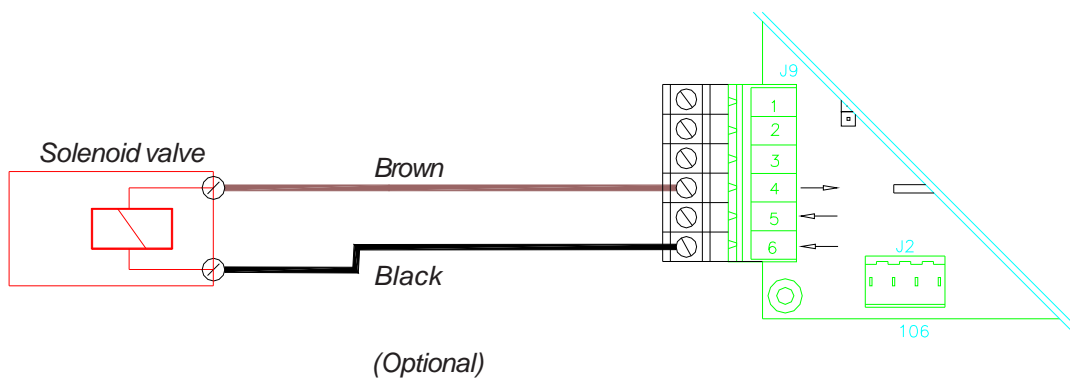 J9
1
2
3
Solenoid valve
Brown
4
5
6
Black
J2
106
(Optional)